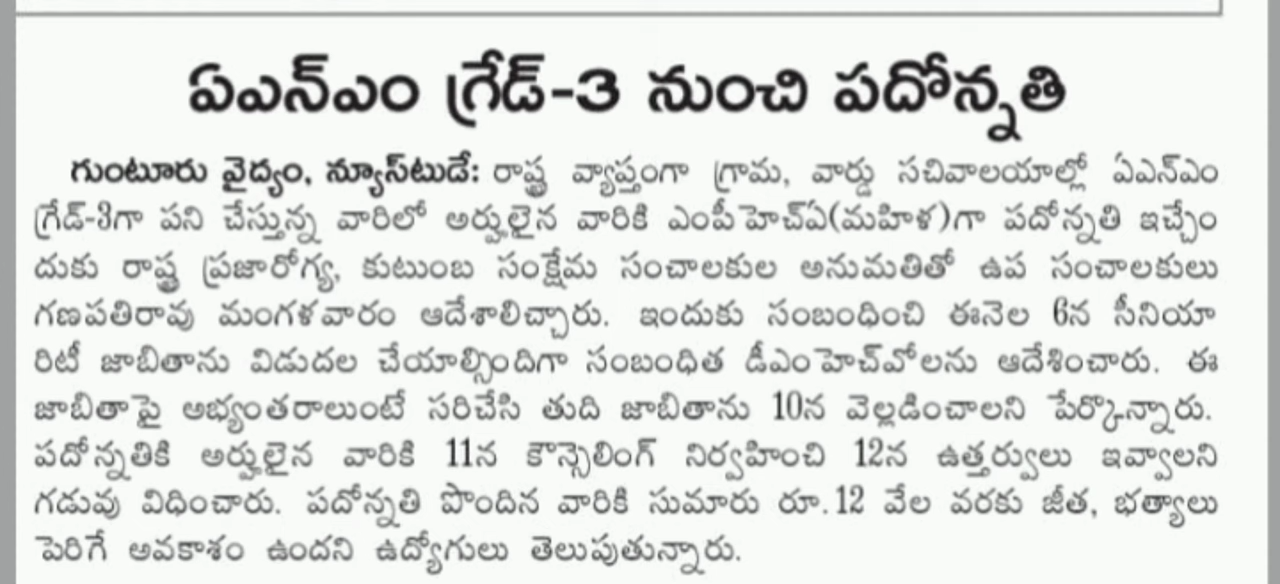 ఏఎన్ఎం గ్రేడ్-3 నుంచి పదోన్నతి
గుంటూరు వైద్యం, న్యూస్‌టుడే: రాష్ట్ర వ్యాప్తంగా గ్రామ, వార్డు సచివాలయాల్లో ఏఎన్ఎం
గ్రేడ్-3గా పని చేస్తున్న వారిలో అర్హులైన వారికి ఎంపీహెచ్ఏ(మహిళ)గా పదోన్నతి ఇచ్చేం
దుకు రాష్ట్ర ప్రజారోగ్య, కుటుంబ సంక్షేమ సంచాలకుల అనుమతితో ఉప సంచాలకులు
గణపతిరావు మంగళవారం ఆదేశాలిచ్చారు. ఇందుకు సంబంధించి ఈనెల 6న సీనియా
రిటీ జాబితాను విడుదల చేయాల్సిందిగా సంబంధిత డీఎంహెచ్‌వోలను ఆదేశించారు. ఈ
జాబితాపై అభ్యంతరాలుంటే సరిచేసి తుది జాబితాను 10న వెల్లడించాలని పేర్కొన్నారు.
పదోన్నతికి అర్హులైన వారికి 11న కౌన్సెలింగ్ నిర్వహించి 12న ఉత్తర్వులు ఇవ్వాలని
గడువు విధించారు. పదోన్నతి పొందిన వారికి సుమారు రూ.12 వేల వరకు జీత, భత్యాలు
పెరిగే అవకాశం ఉందని ఉద్యోగులు తెలుపుతున్నారు.